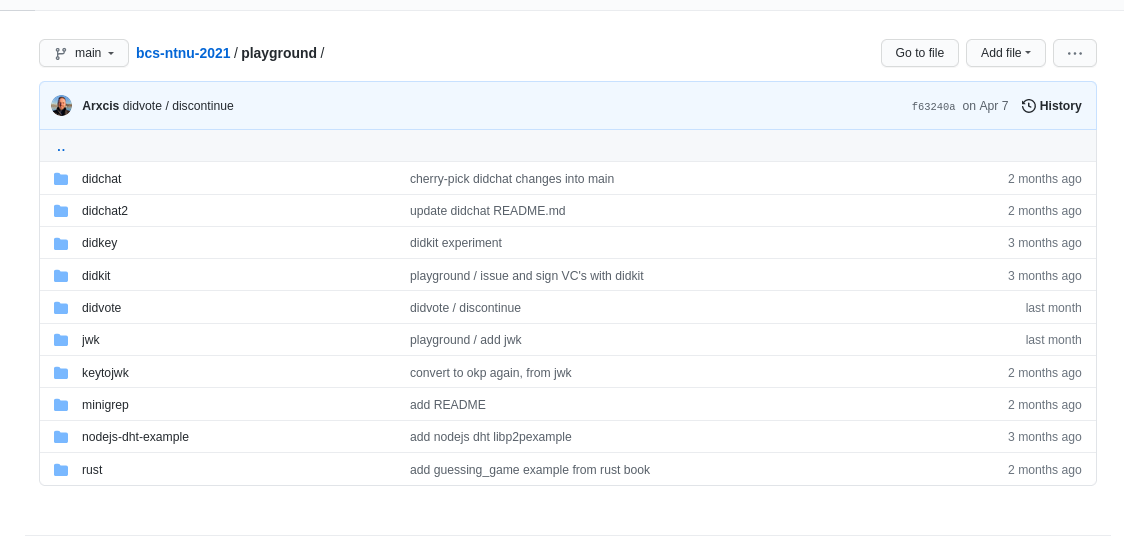 main bcs-ntnu-2021 / playground / Go to file Add file ...
Arxcis didvote / discontinue f63240a on Apr 7 History
..
didchat cherry-pick didchat changes into main 2 months ago
didchat2 update didchat README.md 2 months ago
didkey didkit experiment 3 months ago
didkit playground / issue and sign VC's with didkit 3 months ago
didvote didvote / discontinue last month
jwk playground / add jwk last month
keytojwk convert to okp again, from jwk 2 months ago
minigrep add README 2 months ago
nodejs-dht-example add nodejs dht libp2pexample 3 months ago
rust add guessing_game example from rust book 2 months ago